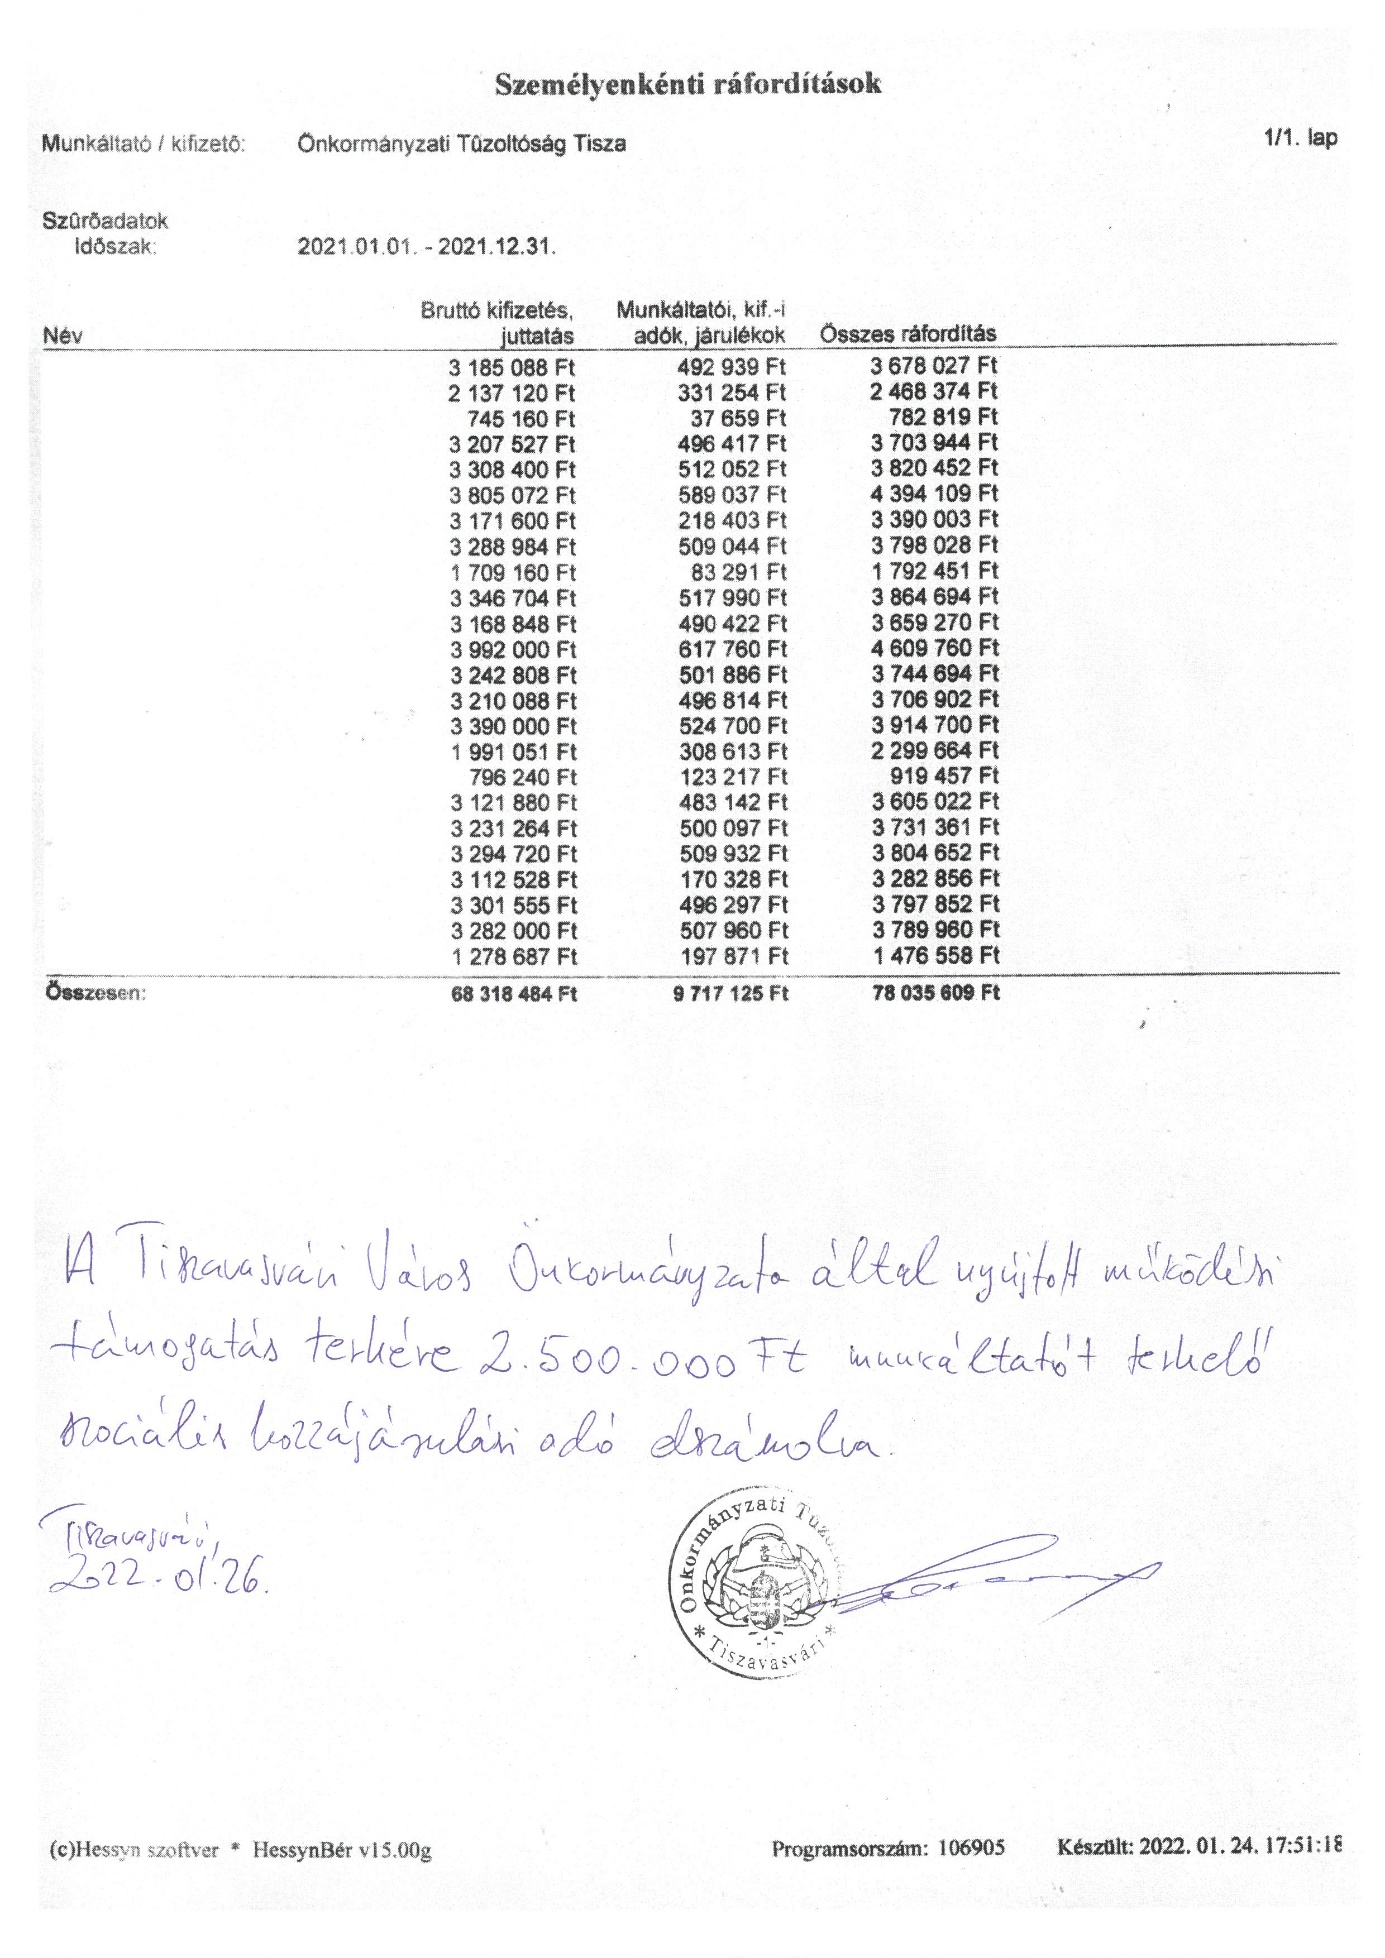 Személyenkénti ráfordítások
Munkáltató / kifizetõ: Önkormányzati Tûzoltóság Tisza 1/1. lap
Szûrõadatok
Idõszak: 2021.01.01. - 2021.12.31.
Bruttó kifizetés, Munkáltatói, kif.-i
Név juttatás adók, járulékok Összes ráfordítás
3 185 088 Ft 492 939 Ft 3 678 027 Ft
2 137 120 Ft 331 254 Ft 2 468 374 Ft
745 160 Ft 37 659 Ft 782 819 Ft
3 207 527 Ft 496 417 Ft 3 703 944 Ft
3 308 400 Ft 512 052 Ft 3 820 452 Ft
3 805 072 Ft 589 037 Ft 4 394 109 Ft
3 171 600 Ft 218 403 Ft 3 390 003 Ft
3 288 984 Ft 509 044 Ft 3 798 028 Ft
1 709 160 Ft 83 291 Ft 1 792 451 Ft
3 346 704 Ft 517 990 Ft 3 864 694 Ft
3 168 848 Ft 490 422 Ft 3 659 270 Ft
3 992 000 Ft 617 760 Ft 4 609 760 Ft
3 242 808 Ft 501 886 Ft 3 744 694 Ft
3 210 088 Ft 496 814 Ft 3 706 902 Ft
3 390 000 Ft 524 700 Ft 3 914 700 Ft
1 991 051 Ft 308 613 Ft 2 299 664 Ft
796 240 Ft 123 217 Ft 919 457 Ft
3 121 880 Ft 483 142 Ft 3 605 022 Ft
3 231 264 Ft 500 097 Ft 3 731 361 Ft
3 294 720 Ft 509 932 Ft 3 804 652 Ft
3 112 528 Ft 170 328 Ft 3 282 856 Ft
3 301 555 Ft 496 297 Ft 3 797 852 Ft
3 282 000 Ft 507 960 Ft 3 789 960 Ft
1 278 687 Ft 197 871 Ft 1 476 558 Ft
Összesen: 68 318 484 Ft 9 717 125 Ft 78 035 609 Ft
A Tiszavasvári Város Önkormányzata által nyújtott működési
támogatás terhére 2.500.000 Ft munkáltatót terhelő
szociális hozzájárulási adó elszámolva.
Tiszavasvári,
2022.01.26.
Önkormányzati
-1-
* Tiszavasvári *
(c)Hessyn szoftver * HessynBér v15.00g Programsorszám: 106905 Készült: 2022. 01. 24. 17:51:18